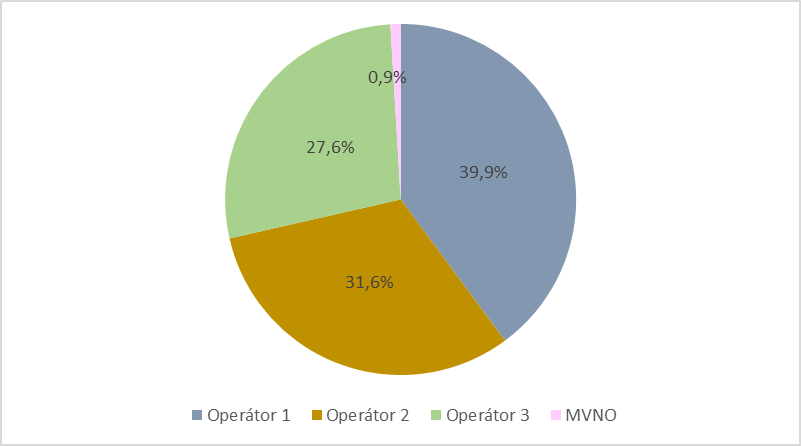 0,9%
27,6%
39,9%
31,6%
Operátor 1 Operátor 2 Operátor 3 MVNO